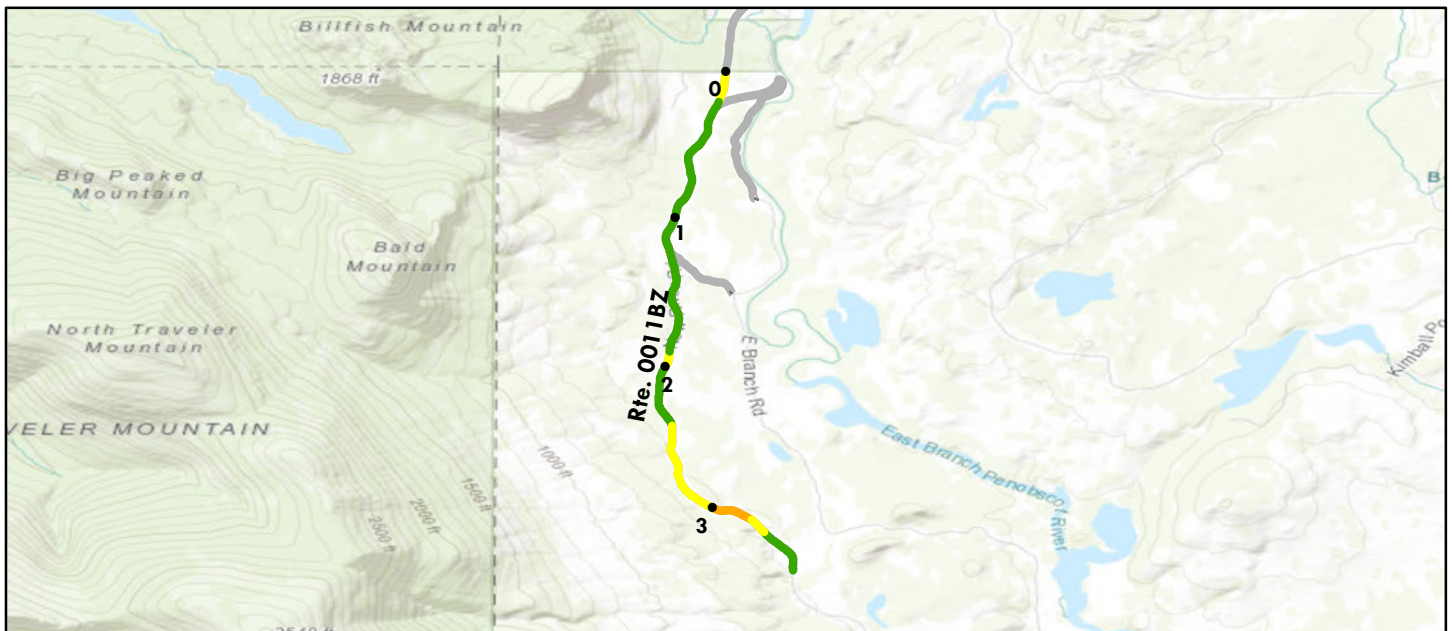 Billfish Mountain
1868 ft
0
Big Peaked
Mountain
B
1
Bald
Mountain
North Traveler
Mountain
Rte. 0011BZ
E Branch Rd
2
VELER MOUNTAIN
1000 ft
1500 ft
2000 ft
2500 ft
East Branch Penobscot
River
3